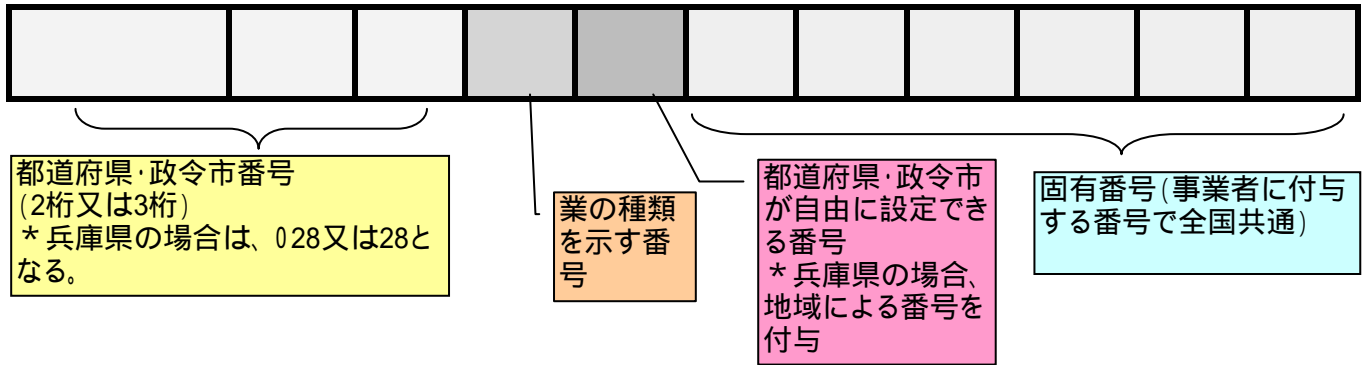 都道府県･政令市番号
(2桁又は3桁)
＊兵庫県の場合は、028又は28と
なる。
業の種類
を示す番
号
都道府県･政令市
が自由に設定でき
る番号
＊兵庫県の場合、
地域による番号を
付与
固有番号(事業者に付与
する番号で全国共通)